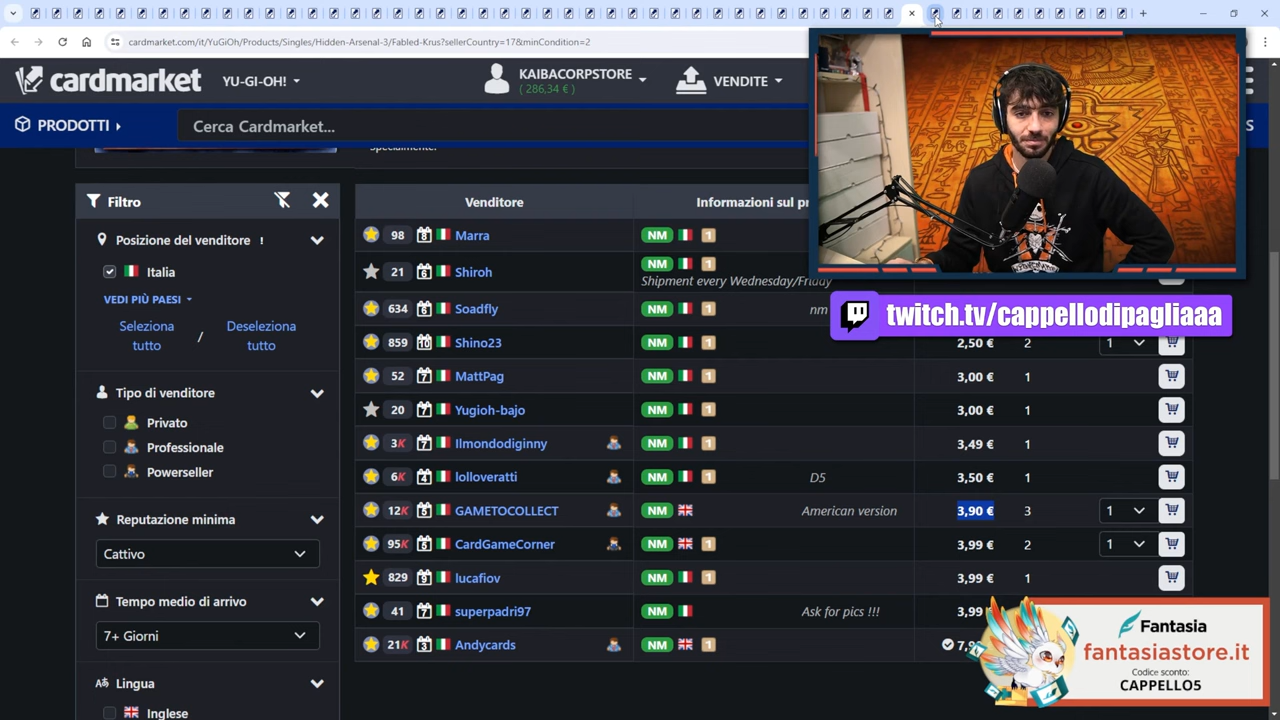 cardmarket.com/it/YuGiOh/Products/Singles/Hidden-Arsenal-3/Fabled-Krus?sellerCountry=17&minCondition=2
cardmarket
YU-GI-OH!
KAIBACORPSTORE
( 286,34 € )
VENDITE
PRODOTTI
Cerca Cardmarket...
S
Specialmente!
Filtro
Venditore
Informazioni sul pr
Posizione del venditore !
Italia
VEDI PIÙ PAESI
Seleziona tutto / Deseleziona tutto
Tipo di venditore
Privato
Professionale
Powerseller
Reputazione minima
Cattivo
Tempo medio di arrivo
7+ Giorni
Lingua
Inglese
98 8 Marra NM 1
21 6 Shiroh NM 1
Shipment every Wednesday/Friday
634 6 Soadfly NM 1 nm
859 10 Shino23 NM 1 2,50 € 2 1
52 7 MattPag NM 1 3,00 € 1
20 7 Yugioh-bajo NM 1 3,00 € 1
3K 7 Ilmondodiginny NM 1 3,49 € 1
6K 4 lolloveratti NM 1 D5 3,50 € 1
12K GAMETOCOLLECT NM American version 3,90 € 3 1
95K 5 CardGameCorner NM 1 3,99 € 2 1
829 9 lucafiov NM 1 3,99 € 1
41 7 superpadri97 NM Ask for pics !!! 3,99
21K 3 Andycards NM 1
twitch.tv/cappellodipagliaaa
Fantasia
fantasiastore.it
Codice sconto:
CAPPELLO5